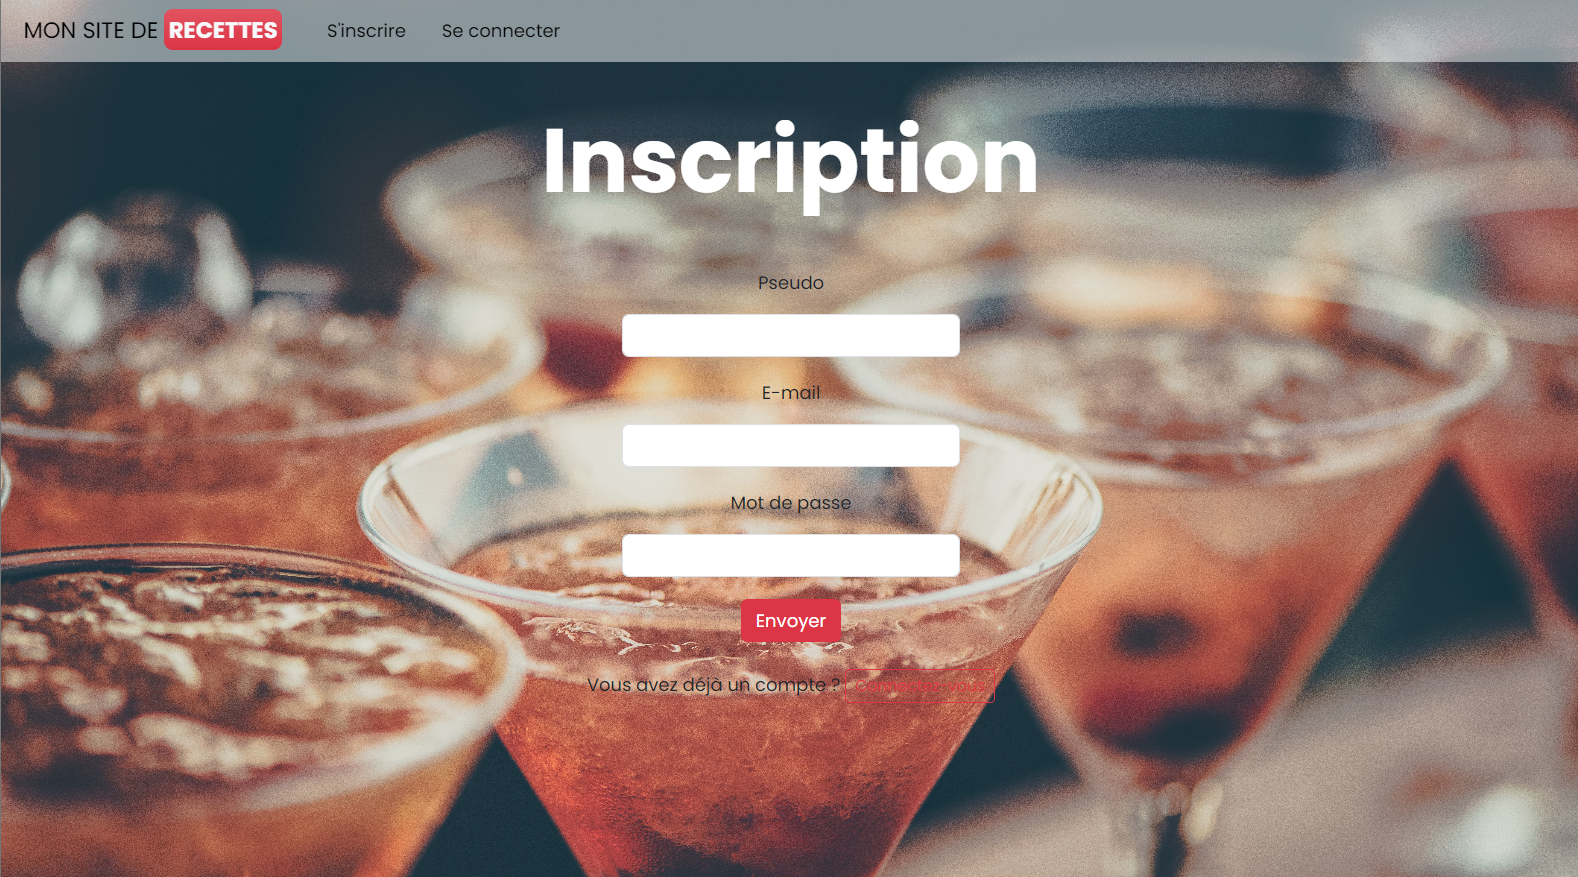 MON SITE DE RECETTES S'inscrire Se connecter
Inscription
Pseudo
E-mail
Mot de passe
Envoyer
Vous avez déjà un compte ?